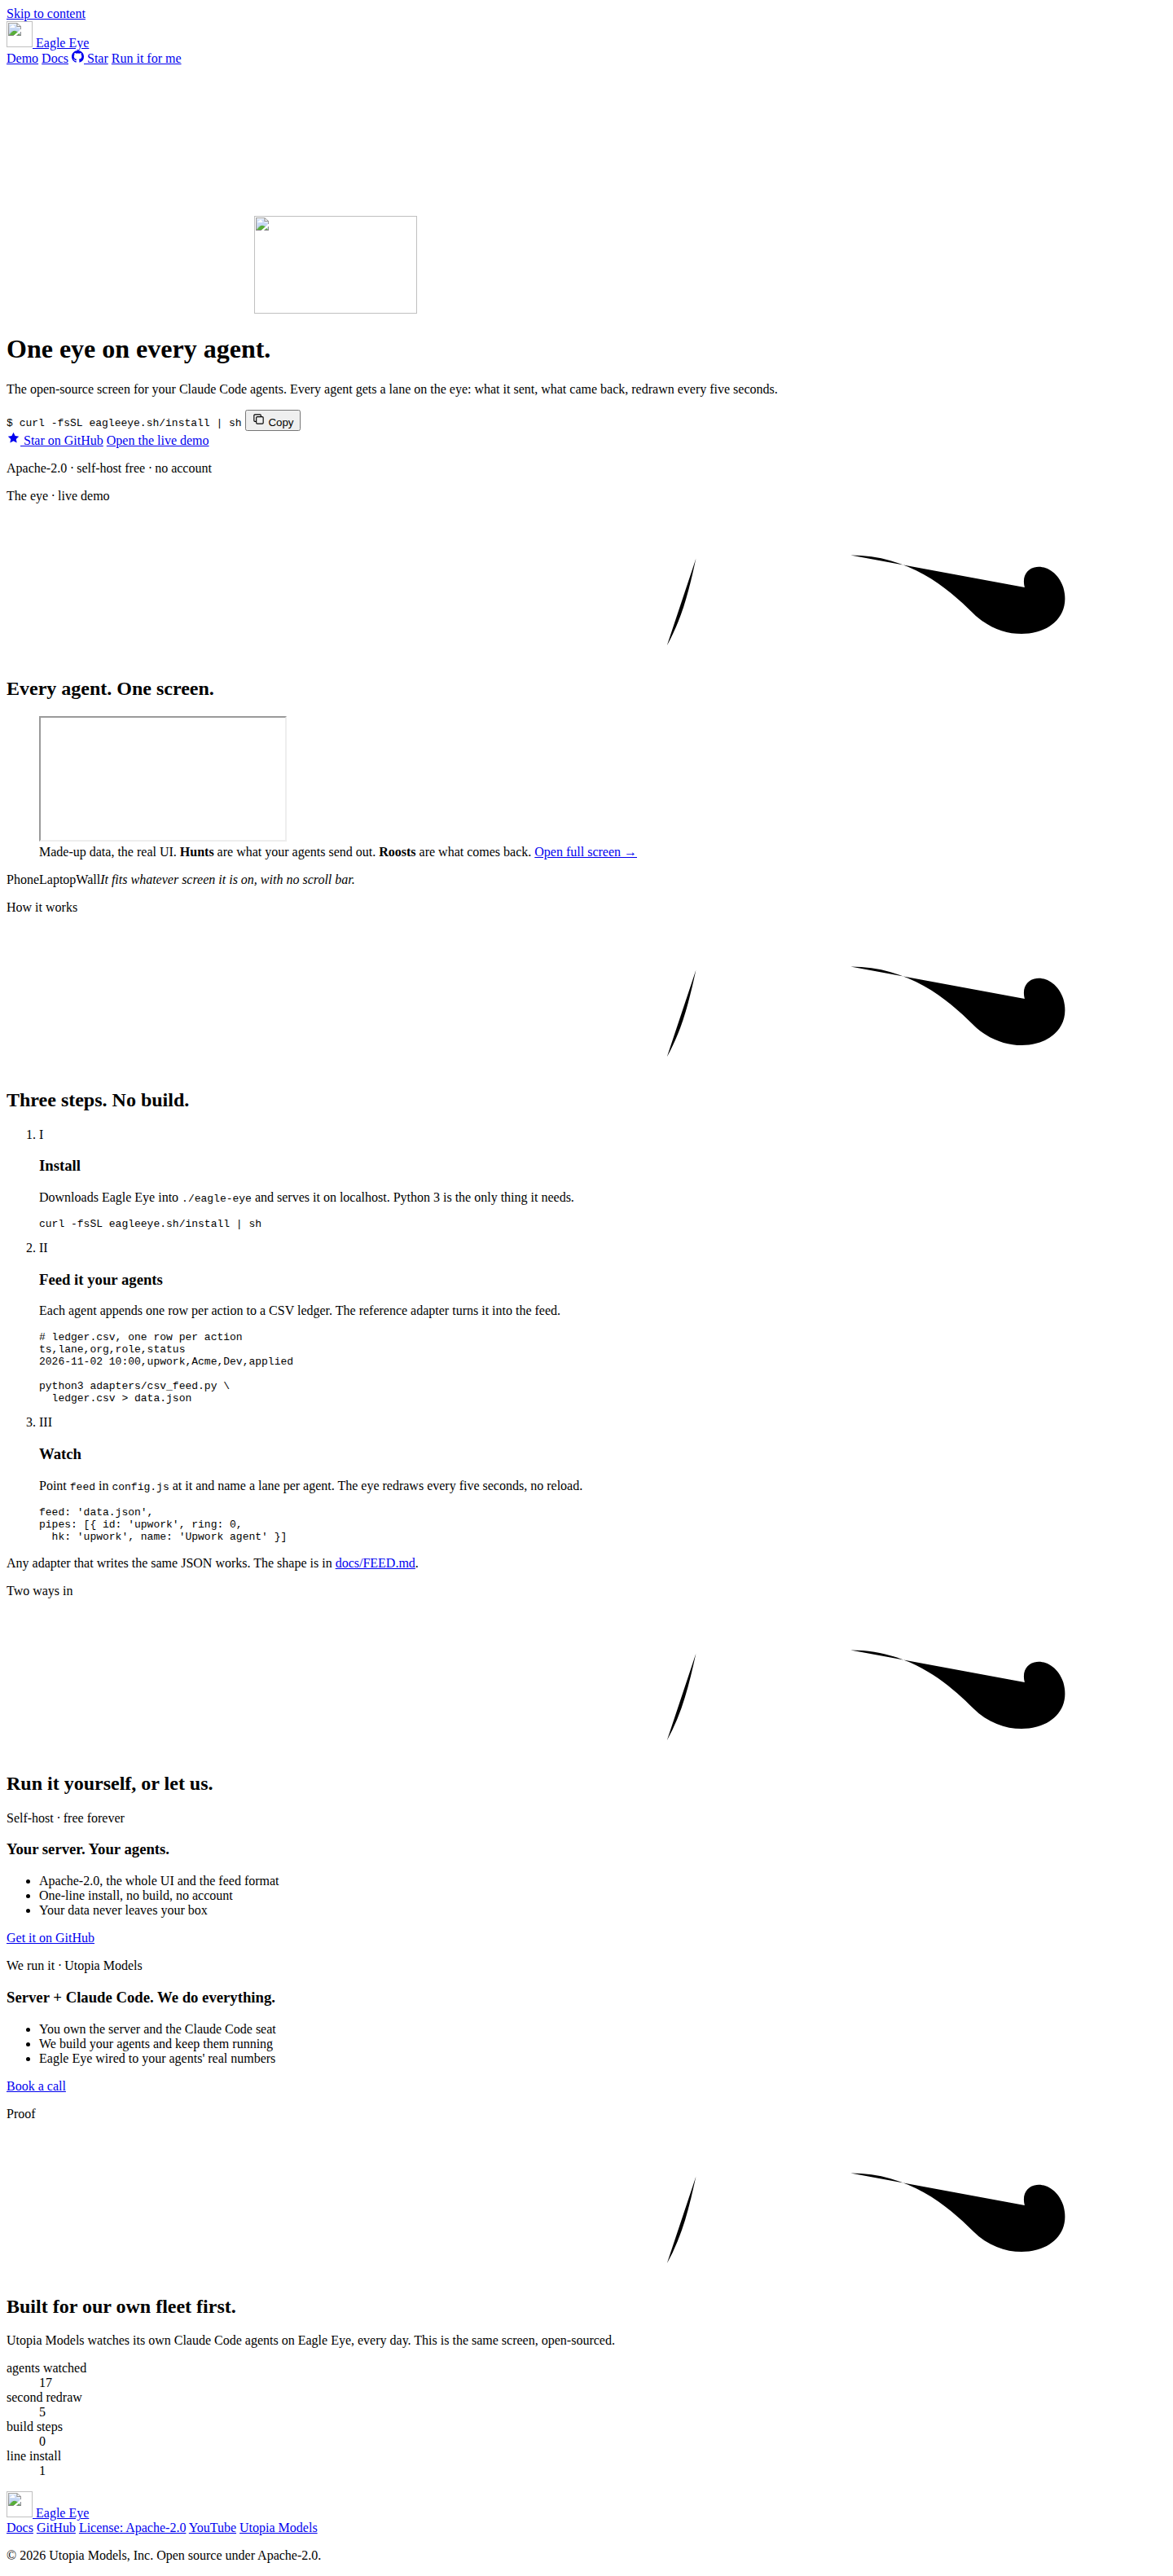 Skip to content
Eagle Eye
Demo Docs Star Run it for me
One eye on every agent.
The open-source screen for your Claude Code agents. Every agent gets a lane on the eye: what it sent, what came back, redrawn every five seconds.
$ curl -fsSL eagleeye.sh/install | sh Copy
Star on GitHub Open the live demo
Apache-2.0 · self-host free · no account
The eye · live demo
Every agent. One screen.
Made-up data, the real UI. Hunts are what your agents send out. Roosts are what comes back. Open full screen →
PhoneLaptopWallIt fits whatever screen it is on, with no scroll bar.
How it works
Three steps. No build.
1. I
Install
Downloads Eagle Eye into ./eagle-eye and serves it on localhost. Python 3 is the only thing it needs.
curl -fsSL eagleeye.sh/install | sh
2. II
Feed it your agents
Each agent appends one row per action to a CSV ledger. The reference adapter turns it into the feed.
# ledger.csv, one row per action
ts,lane,org,role,status
2026-11-02 10:00,upwork,Acme,Dev,applied
python3 adapters/csv_feed.py \
ledger.csv > data.json
3. III
Watch
Point feed in config.js at it and name a lane per agent. The eye redraws every five seconds, no reload.
feed: 'data.json',
pipes: [{ id: 'upwork', ring: 0,
hk: 'upwork', name: 'Upwork agent' }]
Any adapter that writes the same JSON works. The shape is in docs/FEED.md.
Two ways in
Run it yourself, or let us.
Self-host · free forever
Your server. Your agents.
• Apache-2.0, the whole UI and the feed format
• One-line install, no build, no account
• Your data never leaves your box
Get it on GitHub
We run it · Utopia Models
Server + Claude Code. We do everything.
• You own the server and the Claude Code seat
• We build your agents and keep them running
• Eagle Eye wired to your agents' real numbers
Book a call
Proof
Built for our own fleet first.
Utopia Models watches its own Claude Code agents on Eagle Eye, every day. This is the same screen, open-sourced.
agents watched
17
second redraw
5
build steps
0
line install
1
Eagle Eye
Docs GitHub License: Apache-2.0 YouTube Utopia Models
© 2026 Utopia Models, Inc. Open source under Apache-2.0.